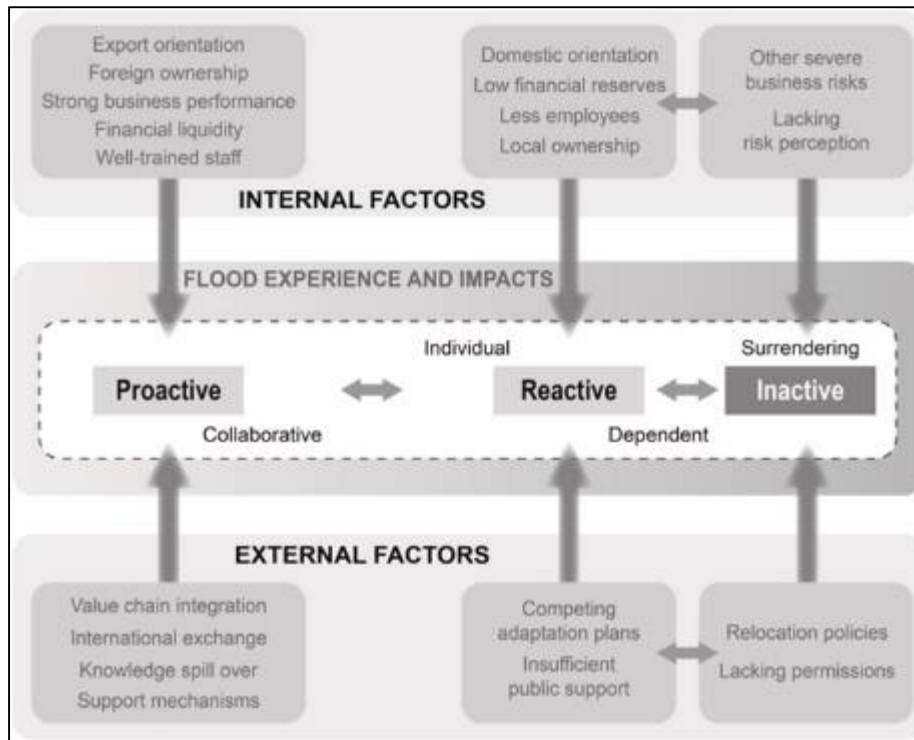 Export orientation
Foreign ownership
Strong business performance
Financial liquidity
Well-trained staff
Domestic orientation
Low financial reserves
Less employees
Local ownership
Other severe
business risks
Lacking
risk perception
INTERNAL FACTORS
FLOOD EXPERIENCE AND IMPACTS
Individual
Surrendering
Proactive
Reactive
Inactive
Collaborative
Dependent
EXTERNAL FACTORS
Value chain integration
International exchange
Knowledge spill over
Support mechanisms
Competing
adaptation plans
Insufficient
public support
Relocation policies
Lacking permissions